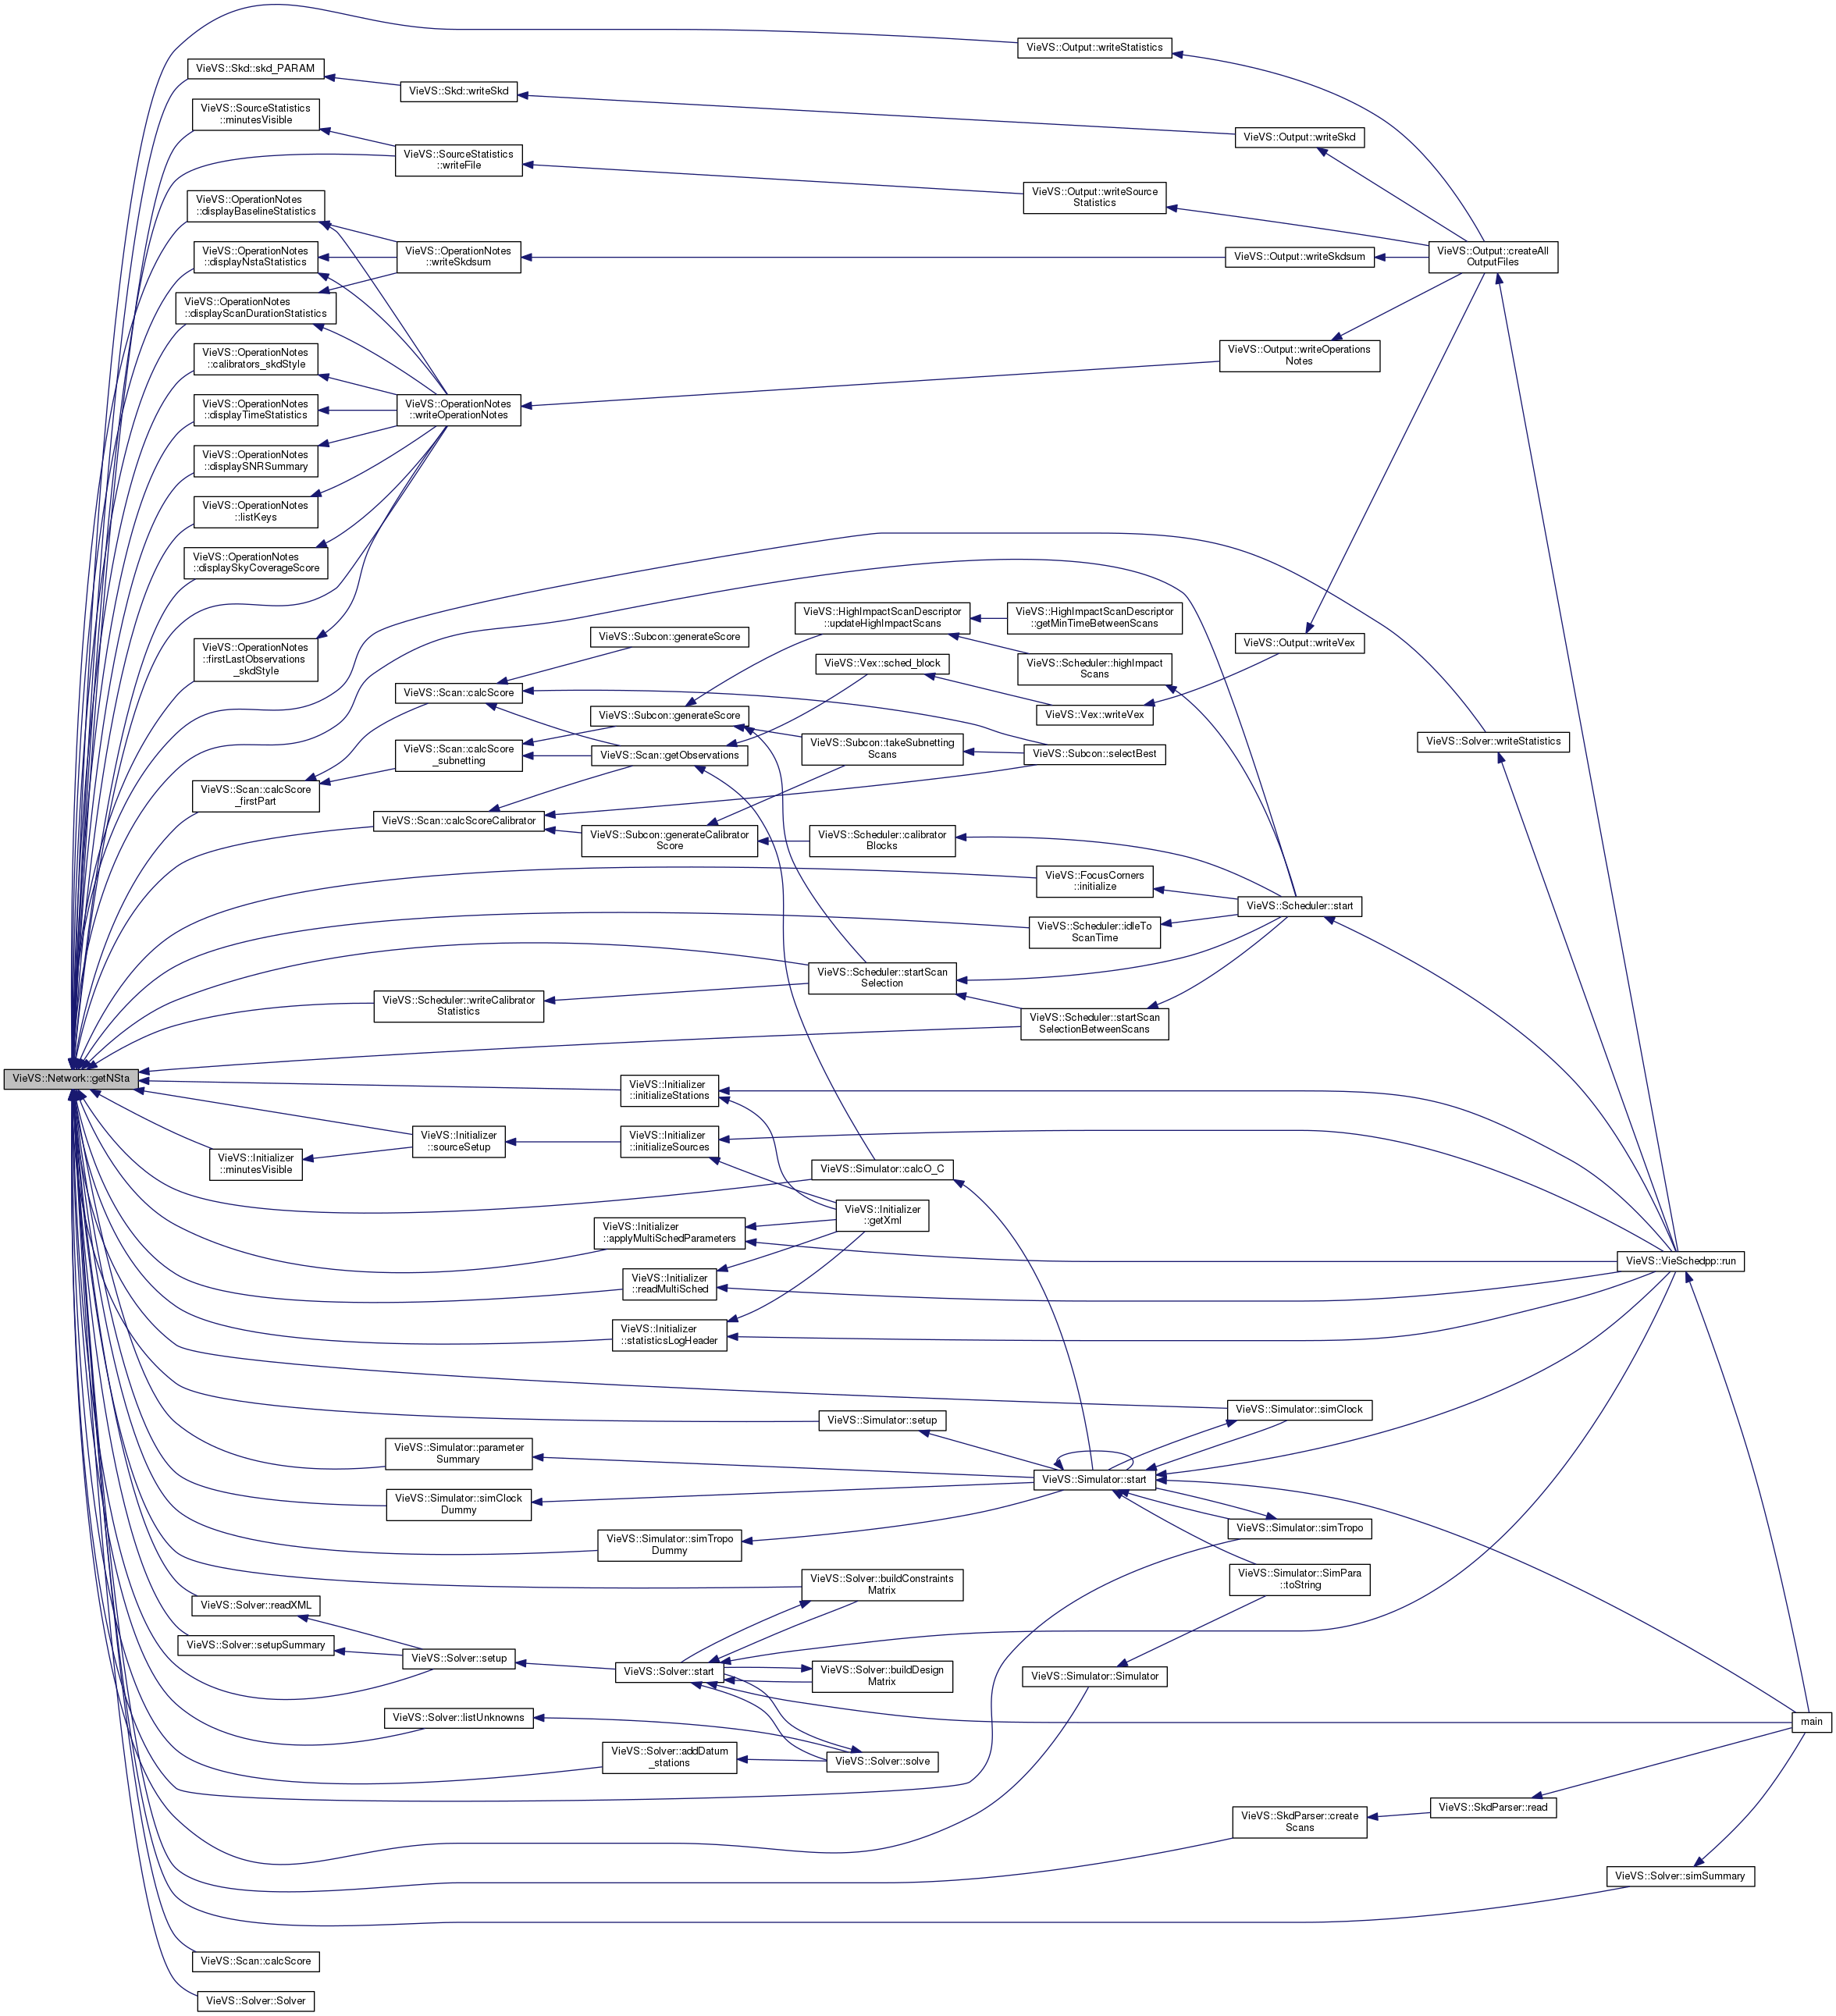 VieVS::Output::writeStatistics
VieVS::Skd::skd_PARAM
VieVS::Skd::writeSkd
VieVS::SourceStatistics
::minutesVisible
VieVS::Output::writeSkd
VieVS::SourceStatistics
::writeFile
VieVS::Output::writeSource
Statistics
VieVS::OperationNotes
::displayBaselineStatistics
VieVS::OperationNotes
::displayNstaStatistics
VieVS::OperationNotes
::writeSkdsum
VieVS::Output::writeSkdsum
VieVS::Output::createAll
OutputFiles
VieVS::OperationNotes
::displayScanDurationStatistics
VieVS::OperationNotes
::calibrators_skdStyle
VieVS::Output::writeOperations
Notes
VieVS::OperationNotes
::displayTimeStatistics
VieVS::OperationNotes
::writeOperationNotes
VieVS::OperationNotes
::displaySNRSummary
VieVS::OperationNotes
::listKeys
VieVS::OperationNotes
::displaySkyCoverageScore
VieVS::OperationNotes
::firstLastObservations
_skdStyle
VieVS::HighImpactScanDescriptor
::updateHighImpactScans
VieVS::HighImpactScanDescriptor
::getMinTimeBetweenScans
VieVS::Subcon::generateScore
VieVS::Output::writeVex
VieVS::Vex::sched_block
VieVS::Scheduler::highImpact
Scans
VieVS::Scan::calcScore
VieVS::Subcon::generateScore
VieVS::Vex::writeVex
VieVS::Solver::writeStatistics
VieVS::Scan::calcScore
_subnetting
VieVS::Scan::getObservations
VieVS::Subcon::takeSubnetting
Scans
VieVS::Subcon::selectBest
VieVS::Scan::calcScore
_firstPart
VieVS::Scan::calcScoreCalibrator
VieVS::Subcon::generateCalibrator
Score
VieVS::Scheduler::calibrator
Blocks
VieVS::FocusCorners
::initialize
VieVS::Scheduler::start
VieVS::Scheduler::idleTo
ScanTime
VieVS::Scheduler::startScan
Selection
VieVS::Scheduler::writeCalibrator
Statistics
VieVS::Scheduler::startScan
SelectionBetweenScans
VieVS::Network::getNSta
VieVS::Initializer
::initializeStations
VieVS::Initializer
::sourceSetup
VieVS::Initializer
::initializeSources
VieVS::Initializer
::minutesVisible
VieVS::Simulator::calcO_C
VieVS::Initializer
::getXml
VieVS::Initializer
::applyMultiSchedParameters
VieVS::VieSchedpp::run
VieVS::Initializer
::readMultiSched
VieVS::Initializer
::statisticsLogHeader
VieVS::Simulator::simClock
VieVS::Simulator::setup
VieVS::Simulator::parameter
Summary
VieVS::Simulator::start
VieVS::Simulator::simClock
Dummy
VieVS::Simulator::simTropo
VieVS::Simulator::simTropo
Dummy
VieVS::Simulator::SimPara
::toString
VieVS::Solver::buildConstraints
Matrix
VieVS::Solver::readXML
VieVS::Solver::setupSummary
VieVS::Solver::setup
VieVS::Solver::start
VieVS::Solver::buildDesign
Matrix
VieVS::Simulator::Simulator
VieVS::Solver::listUnknowns
main
VieVS::Solver::addDatum
_stations
VieVS::Solver::solve
VieVS::SkdParser::create
Scans
VieVS::SkdParser::read
VieVS::Solver::simSummary
VieVS::Scan::calcScore
VieVS::Solver::Solver